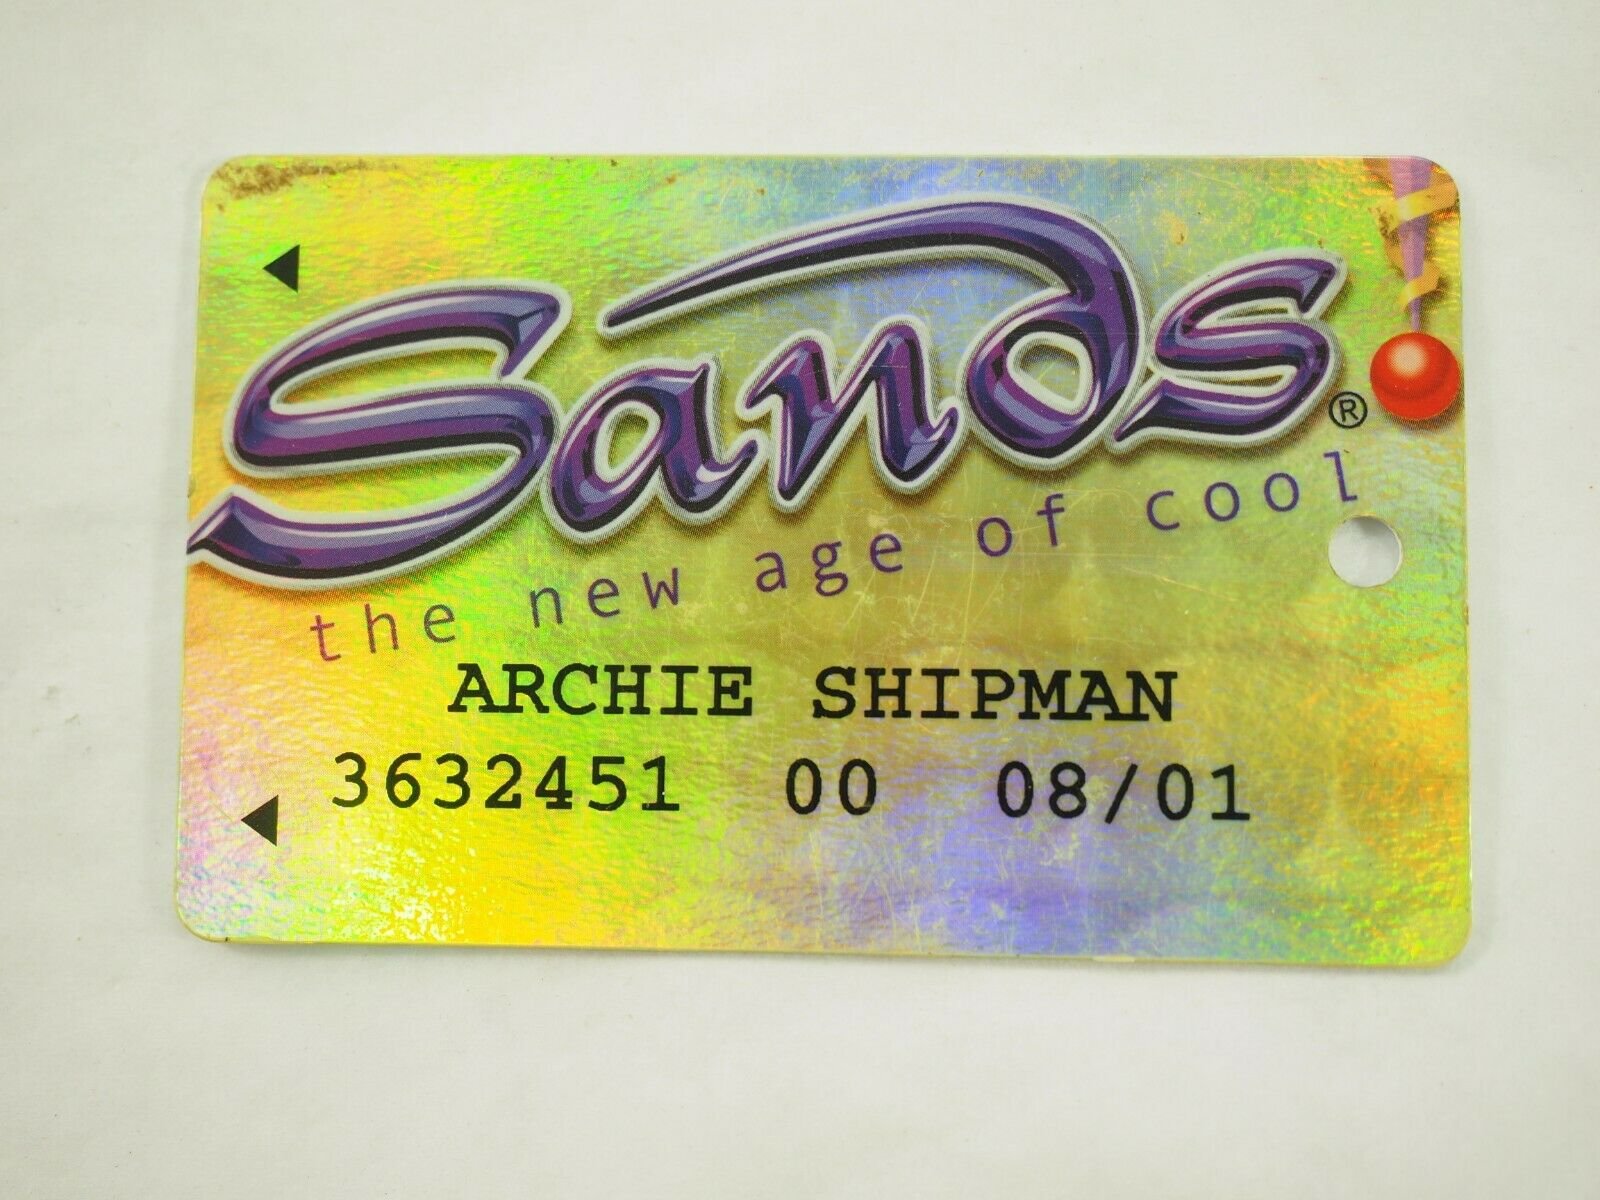 Sands®
the new age of cool
ARCHIE SHIPMAN
3632451 00 08/01